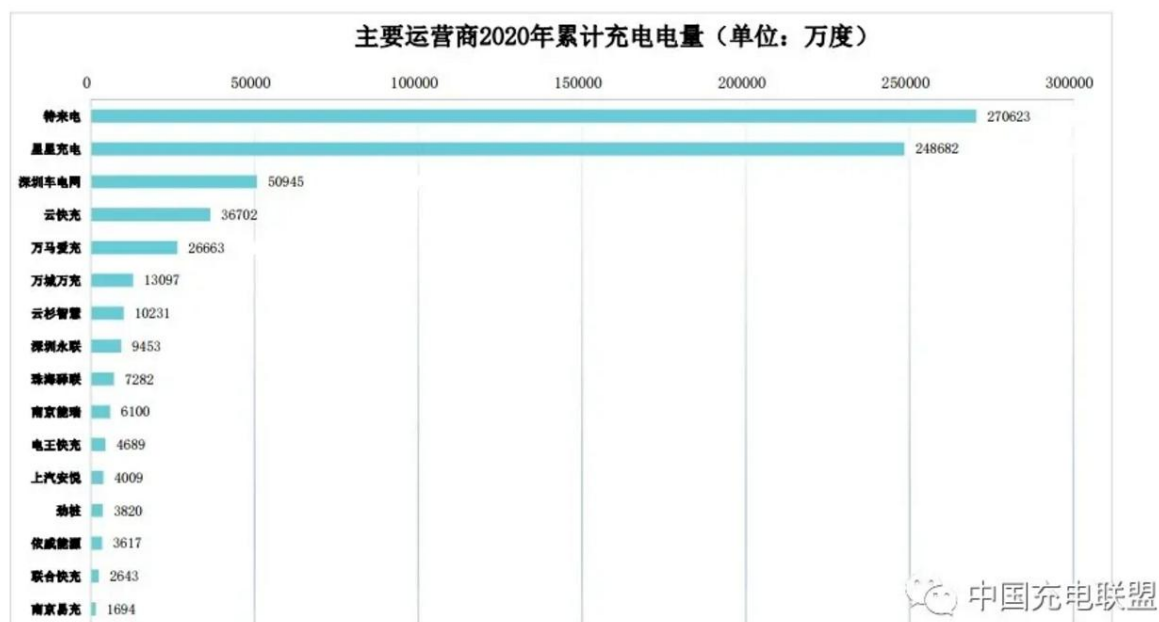 主要运营商2020年累计充电电量（单位：万度）
0 50000 100000 150000 200000 250000 300000
特来电 270623
星星充电 248682
深圳车电网 50945
云快充 36702
万马爱充 26663
万城万充 13097
云杉智慧 10231
深圳永联 9453
珠海驿联 7282
南京能瑞 6100
电王快充 4689
上汽安悦 4009
劲桩 3820
依威能源 3617
联合快充 2643
南京易充 1694
中国充电联盟